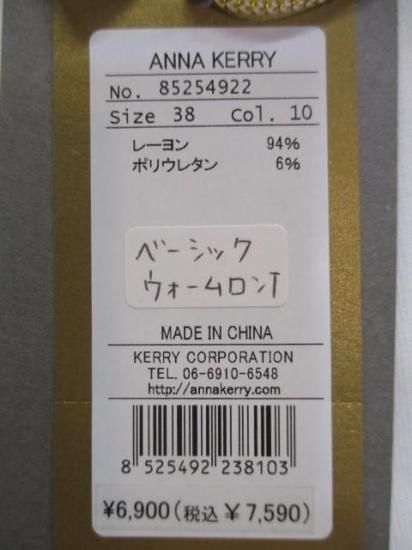 ANNA KERRY
No. 85254922
Size 38 Col. 10
レーヨン 94%
ポリウレタン 6%
ベーシック
ウォームロンT
MADE IN CHINA
KERRY CORPORATION
TEL. 06-6910-6548
http://annakerry.com
8 525492 238103
¥6,900(税込 ¥7,590)